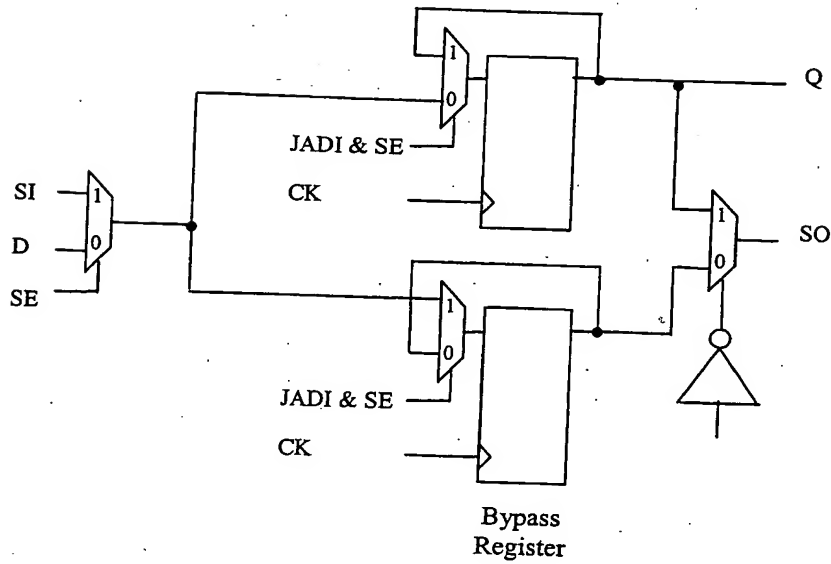 1
Q
0
JADI & SE
CK
SI
1
1
SO
D
0
0
SE
1
0
JADI & SE
CK
Bypass
Register